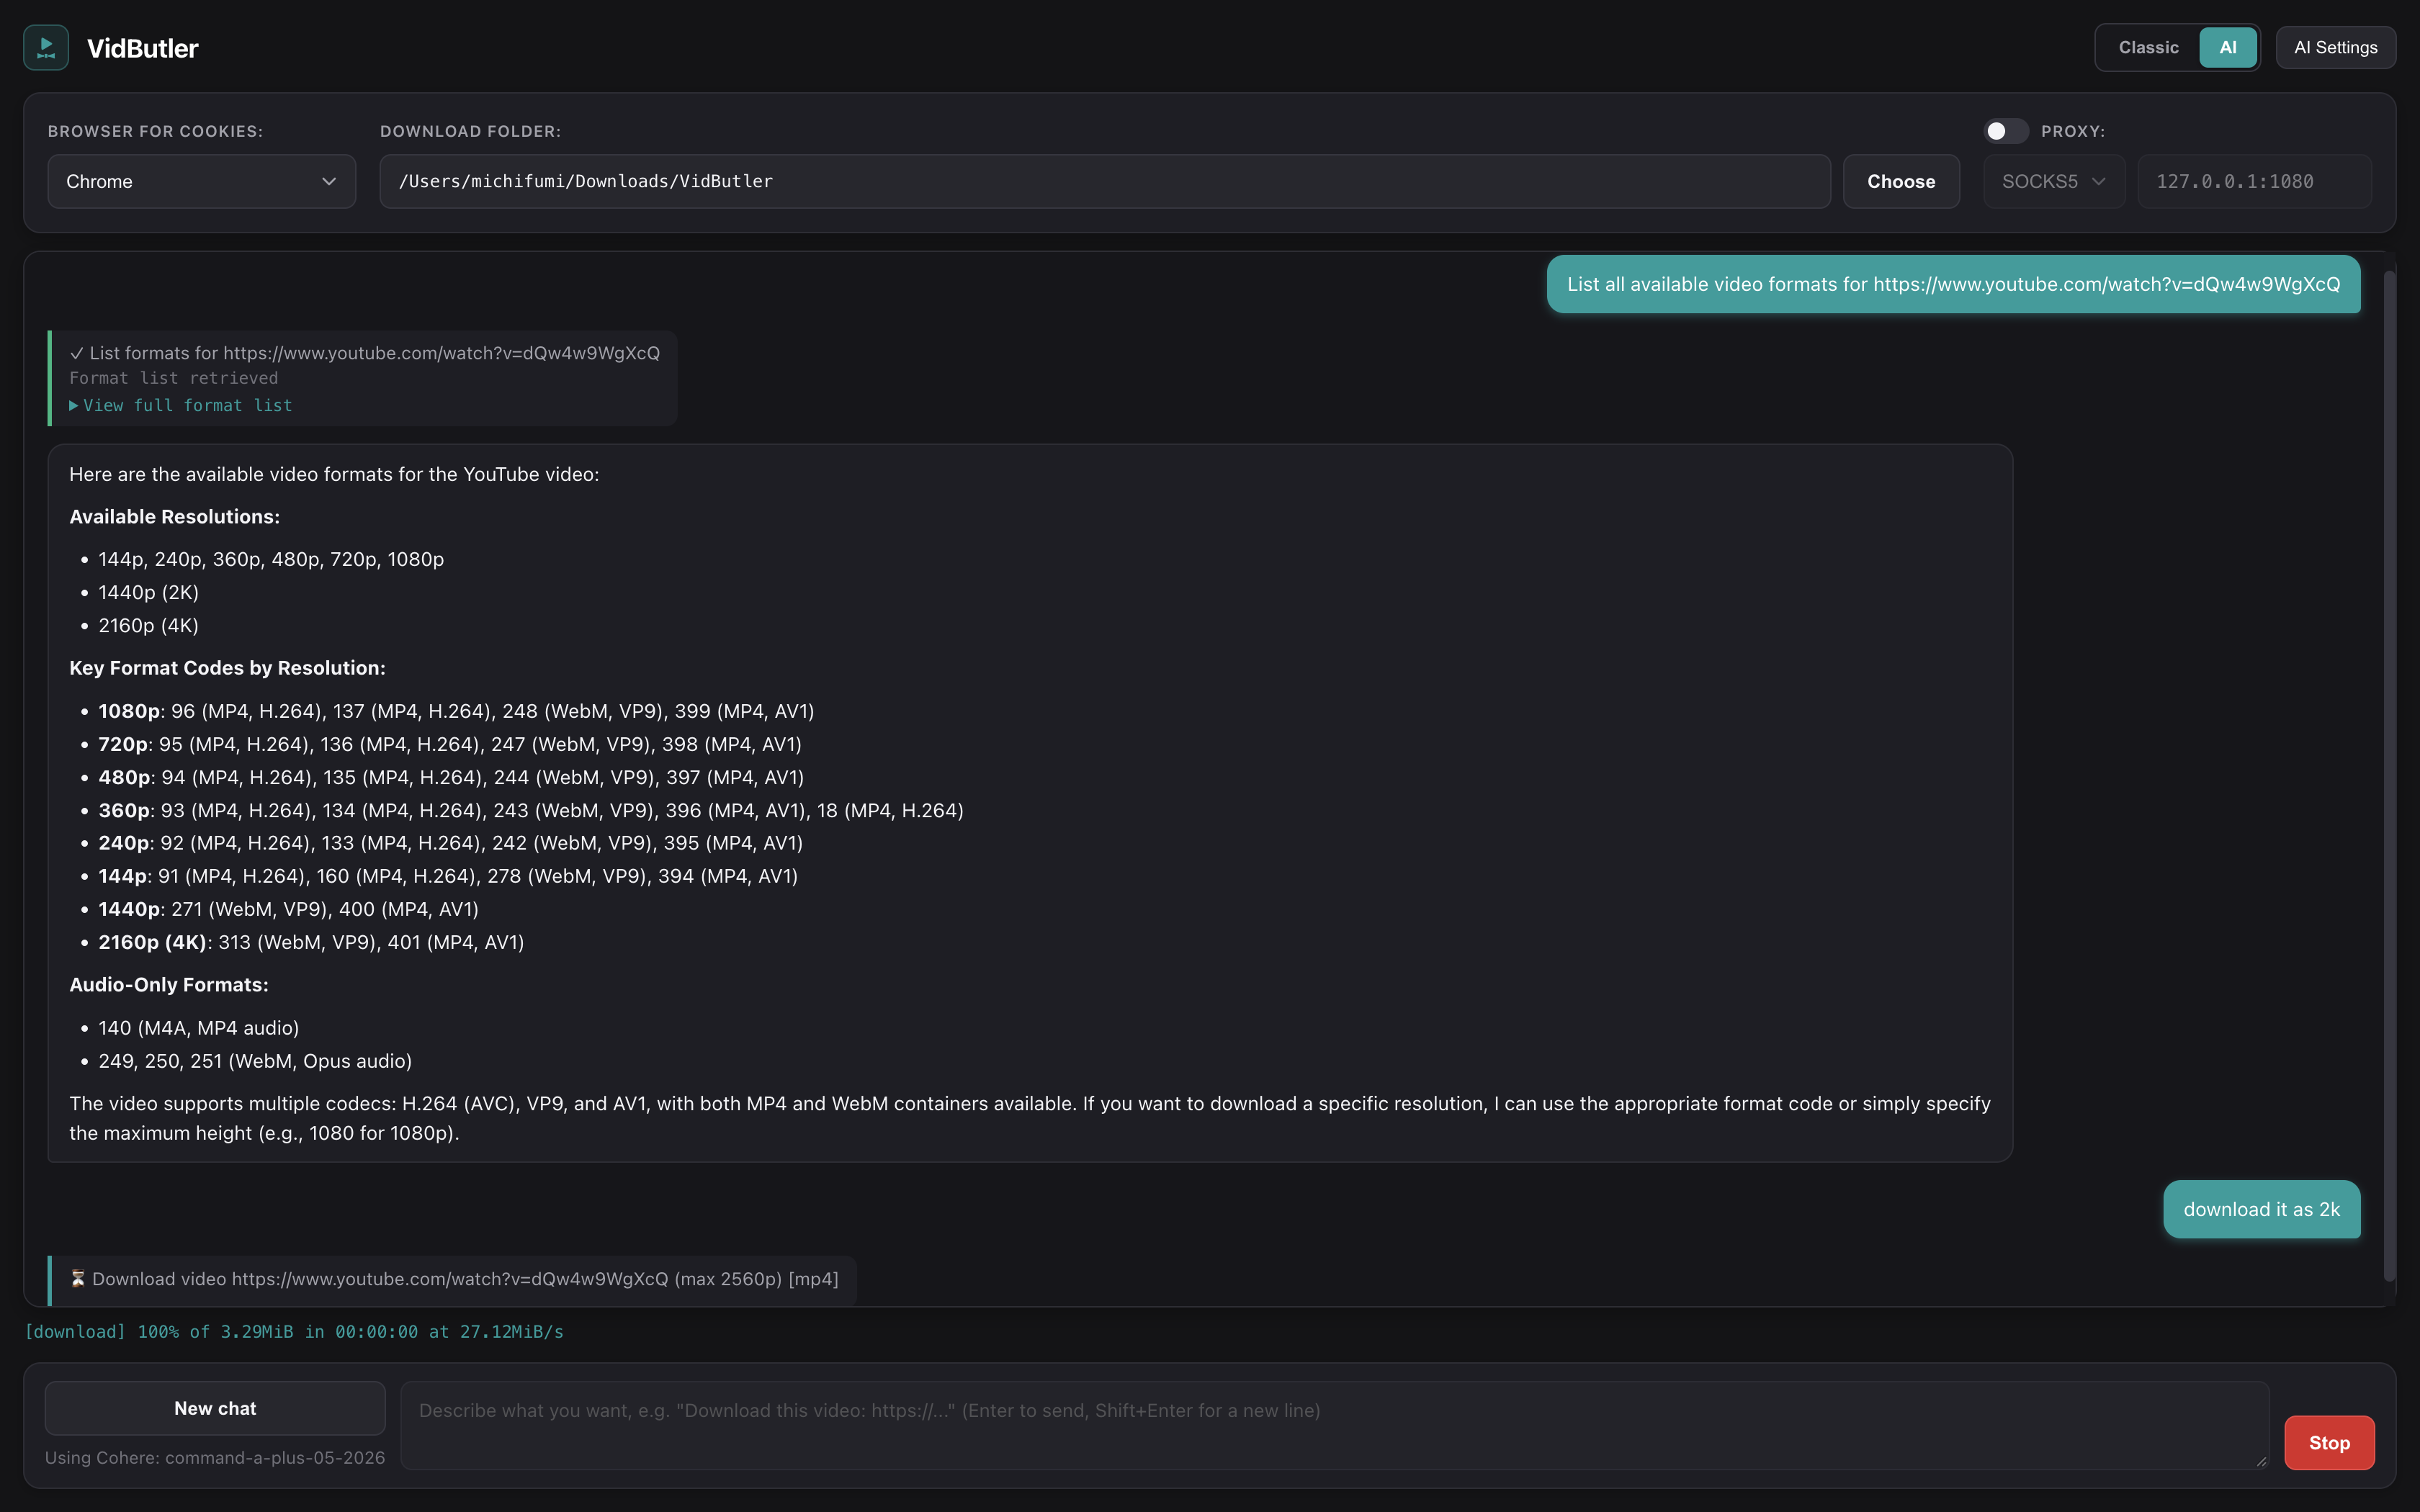 VidButler
Classic
AI
AI Settings
BROWSER FOR COOKIES:
DOWNLOAD FOLDER:
PROXY:
Chrome
/Users/michifumi/Downloads/VidButler
Choose
SOCKS5
127.0.0.1:1080
List all available video formats for https://www.youtube.com/watch?v=dQw4w9WgXcQ
✓ List formats for https://www.youtube.com/watch?v=dQw4w9WgXcQ
Format list retrieved
▶ View full format list
Here are the available video formats for the YouTube video:
Available Resolutions:
• 144p, 240p, 360p, 480p, 720p, 1080p
• 1440p (2K)
• 2160p (4K)
Key Format Codes by Resolution:
• 1080p: 96 (MP4, H.264), 137 (MP4, H.264), 248 (WebM, VP9), 399 (MP4, AV1)
• 720p: 95 (MP4, H.264), 136 (MP4, H.264), 247 (WebM, VP9), 398 (MP4, AV1)
• 480p: 94 (MP4, H.264), 135 (MP4, H.264), 244 (WebM, VP9), 397 (MP4, AV1)
• 360p: 93 (MP4, H.264), 134 (MP4, H.264), 243 (WebM, VP9), 396 (MP4, AV1), 18 (MP4, H.264)
• 240p: 92 (MP4, H.264), 133 (MP4, H.264), 242 (WebM, VP9), 395 (MP4, AV1)
• 144p: 91 (MP4, H.264), 160 (MP4, H.264), 278 (WebM, VP9), 394 (MP4, AV1)
• 1440p: 271 (WebM, VP9), 400 (MP4, AV1)
• 2160p (4K): 313 (WebM, VP9), 401 (MP4, AV1)
Audio-Only Formats:
• 140 (M4A, MP4 audio)
• 249, 250, 251 (WebM, Opus audio)
The video supports multiple codecs: H.264 (AVC), VP9, and AV1, with both MP4 and WebM containers available. If you want to download a specific resolution, I can use the appropriate format code or simply specify
the maximum height (e.g., 1080 for 1080p).
download it as 2k
⏳ Download video https://www.youtube.com/watch?v=dQw4w9WgXcQ (max 2560p) [mp4]
[download] 100% of 3.29MiB in 00:00:00 at 27.12MiB/s
New chat
Using Cohere: command-a-plus-05-2026
Describe what you want, e.g. "Download this video: https://..." (Enter to send, Shift+Enter for a new line)
Stop